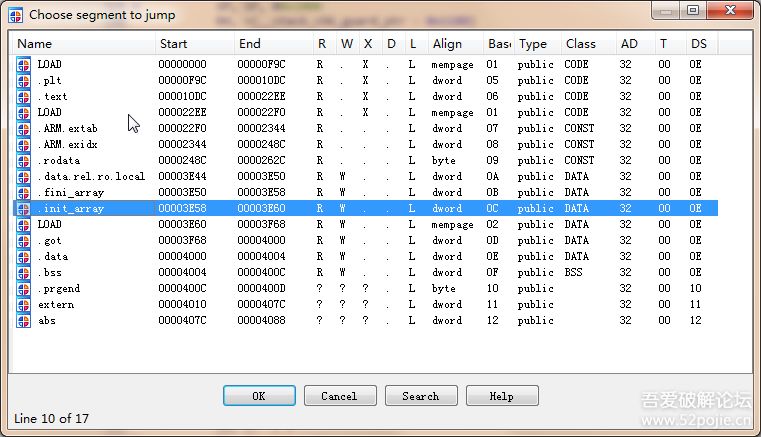 Choose segment to jump
Name Start End R W X D L Align Base Type Class AD T DS
LOAD 00000000 00000F9C R . X . L mempage 01 public CODE 32 00 0E
.plt 00000F9C 000010DC R . X . L dword 05 public CODE 32 00 0E
.text 000010DC 000022EE R . X . L dword 06 public CODE 32 00 0E
LOAD 000022EE 000022F0 R . X . L mempage 01 public CODE 32 00 0E
.ARM.extab 000022F0 00002344 R . . . L dword 07 public CONST 32 00 0E
.ARM.exidx 00002344 0000248C R . . . L dword 08 public CONST 32 00 0E
.rodata 0000248C 0000262C R . . . L byte 09 public CONST 32 00 0E
.data.rel.ro.local 00003E44 00003E50 R W . . L dword 0A public DATA 32 00 0E
.fini_array 00003E50 00003E58 R W . . L dword 0B public DATA 32 00 0E
.init_array 00003E58 00003E60 R W . . L dword 0C public DATA 32 00 0E
LOAD 00003E60 00003F68 R W . . L mempage 02 public DATA 32 00 0E
.got 00003F68 00004000 R W . . L dword 0D public DATA 32 00 0E
.data 00004000 00004004 R W . . L dword 0E public DATA 32 00 0E
.bss 00004004 0000400C R W . . L dword 0F public BSS 32 00 0E
.prgend 0000400C 0000400D ? ? ? . L byte 10 public 32 00 10
extern 00004010 0000407C ? ? ? . L dword 11 public 32 00 11
abs 0000407C 00004088 ? ? ? . L dword 12 public 32 00 12
OK Cancel Search Help
Line 10 of 17
吾爱破解论坛
www.52pojie.cn